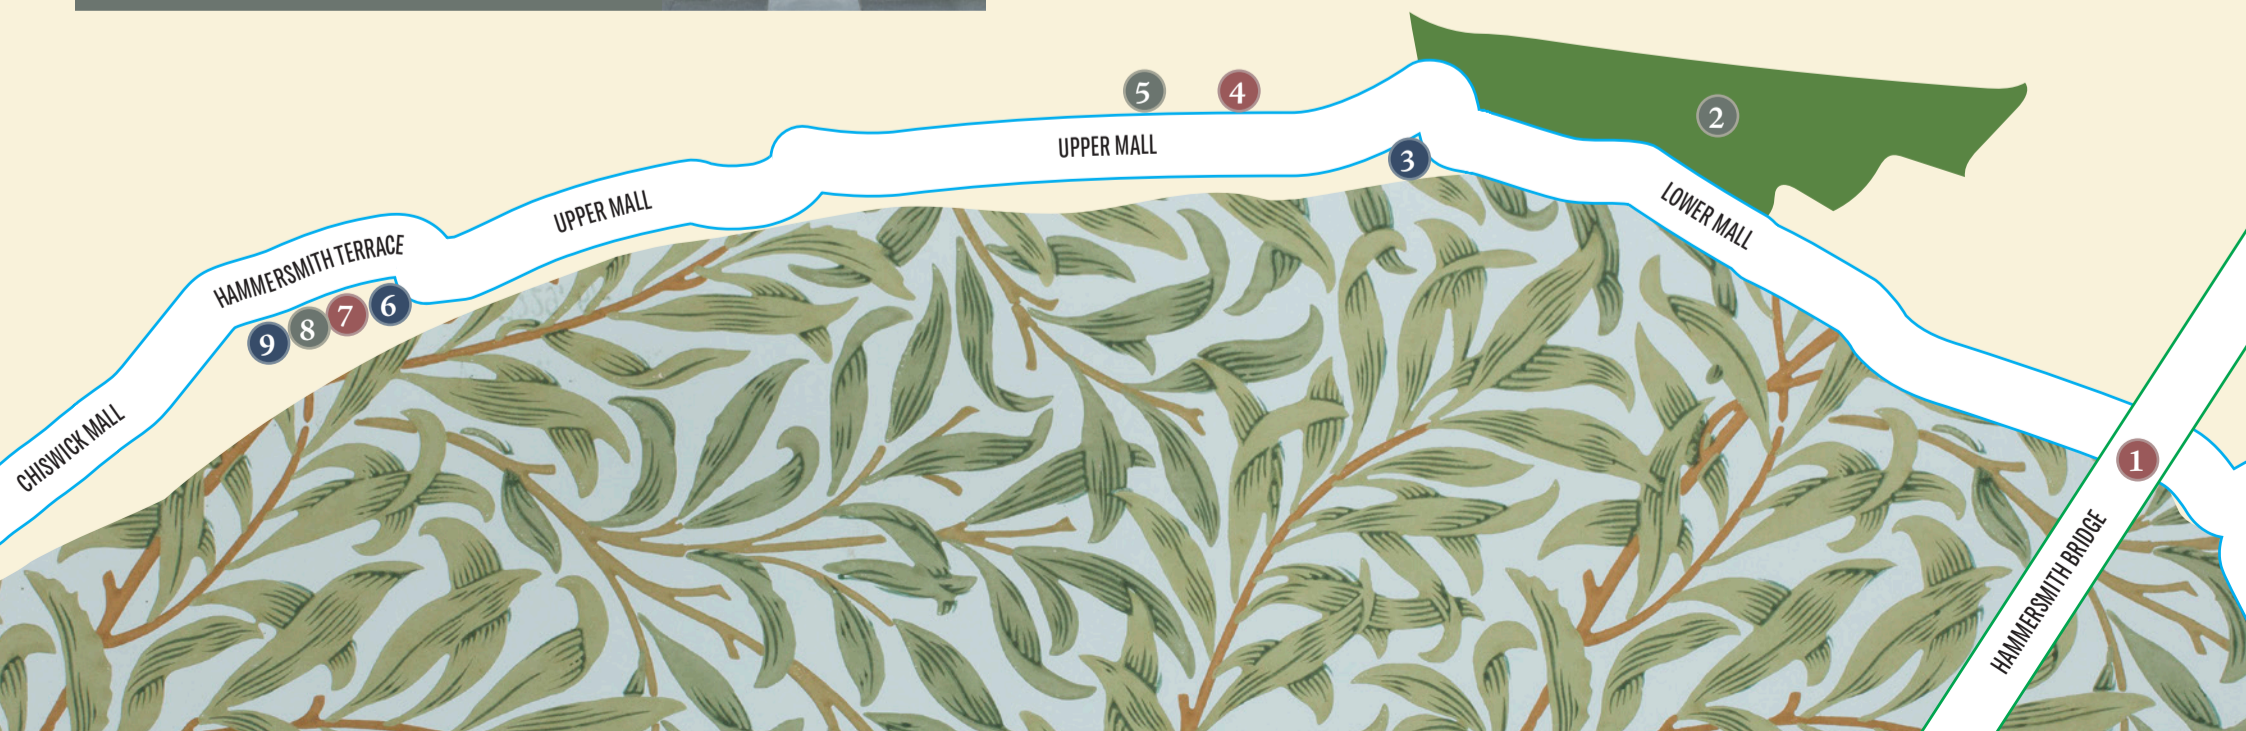 5
4
2
UPPER MALL
3
UPPER MALL
LOWER MALL
HAMMERSMITH TERRACE
6
7
8
9
CHISWICK MALL
1
HAMMERSMITH BRIDGE